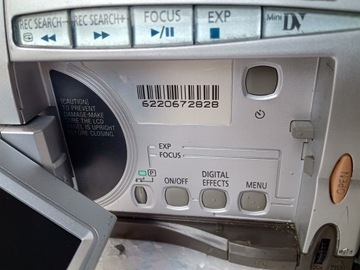 REC SEARCH- REC SEARCH+ FOCUS EXP
Mini DV
CAUTION:
TO PREVENT
DAMAGE, MAKE
SURE THE LCD
PANEL IS UPRIGHT
BEFORE CLOSING.
6220672828
EXP
FOCUS
P
ON/OFF
DIGITAL
EFFECTS
MENU
OPEN